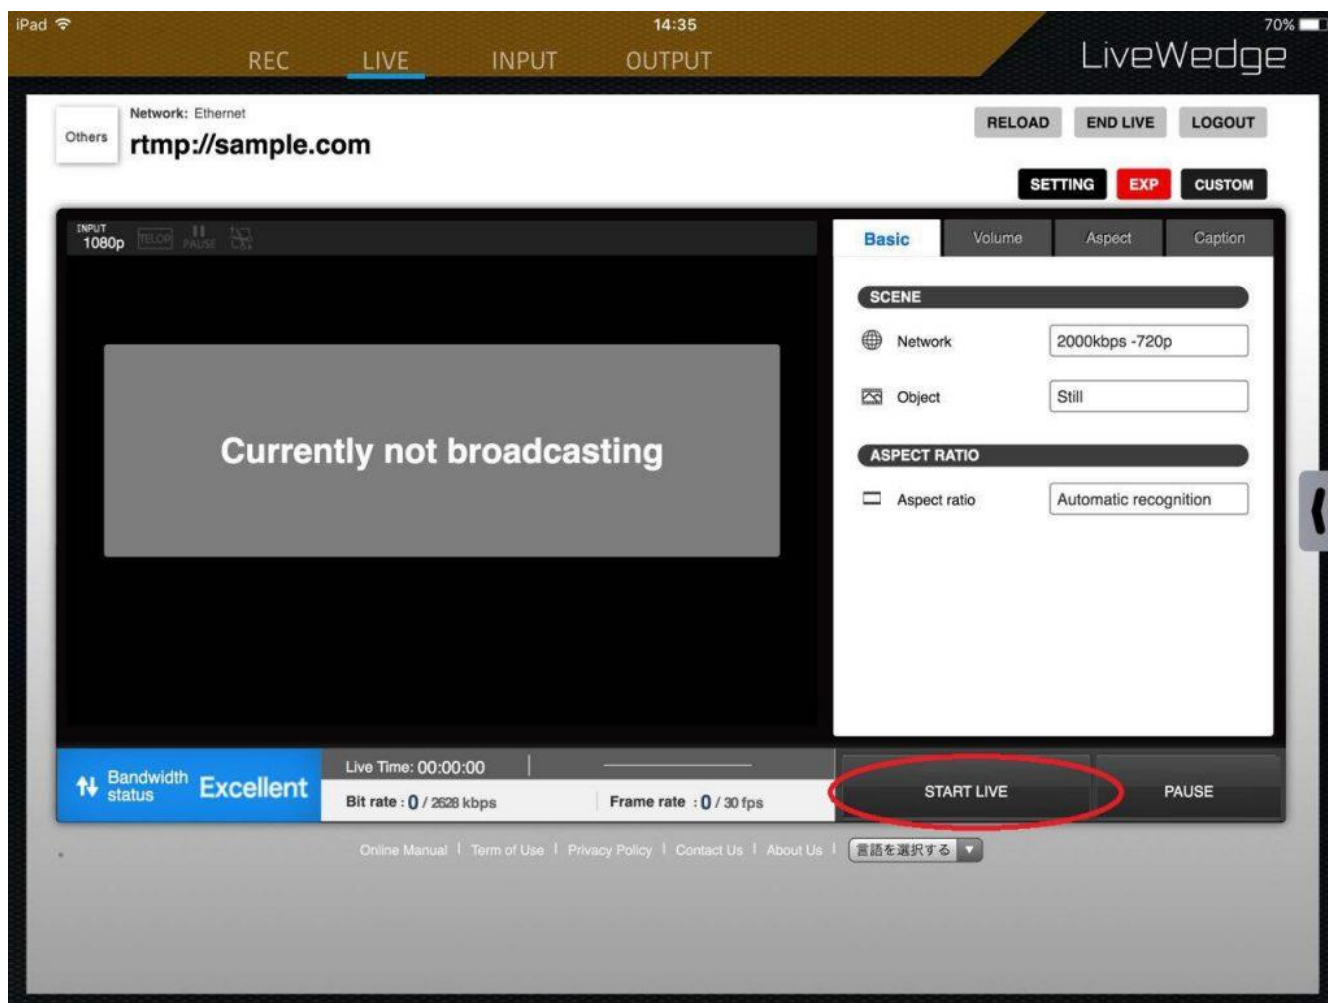 iPad 14:35 70%
REC LIVE INPUT OUTPUT LiveWedge
Others
Network: Ethernet
rtmp://sample.com
RELOAD END LIVE LOGOUT
SETTING EXP CUSTOM
INPUT
1080p TELOP PAUSE
Basic Volume Aspect Caption
SCENE
Network 2000kbps -720p
Object Still
ASPECT RATIO
Aspect ratio Automatic recognition
Currently not broadcasting
Bandwidth status Excellent
Live Time: 00:00:00
Bit rate : 0 / 2628 kbps Frame rate : 0 / 30 fps
START LIVE PAUSE
Online Manual | Term of Use | Privacy Policy | Contact Us | About Us | 言語を選択する